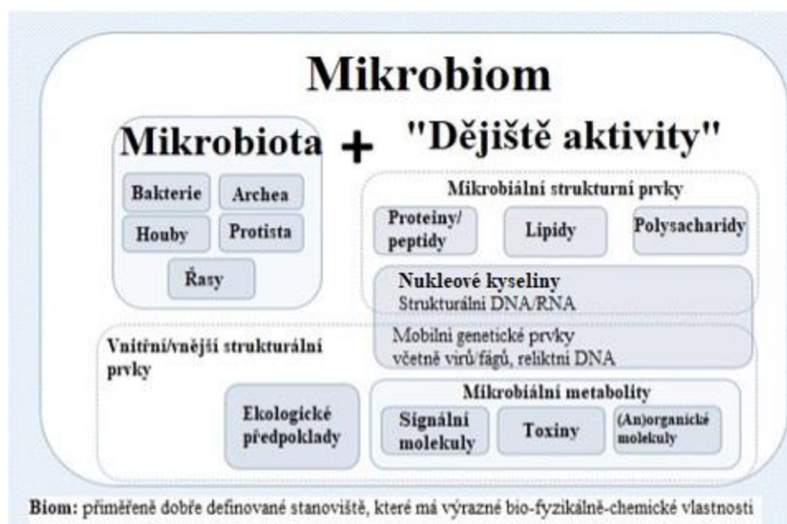 Mikrobiom
Mikrobiota + "Dějiště aktivity"
Bakterie
Archea
Houby
Protista
Řasy
Mikrobiální strukturní prvky
Proteiny/
peptidy
Lipidy
Polysacharidy
Nukleové kyseliny
Strukturální DNA/RNA
Mobilní genetické prvky
včetně virů/fágů, reliktní DNA
Vnitřní/vnější strukturální
prvky
Ekologické
předpoklady
Mikrobiální metabolity
Signální
molekuly
Toxiny
(An)organické
molekuly
Biom: přiměřeně dobře definované stanoviště, které má výrazné bio-fyzikálně-chemické vlastnosti